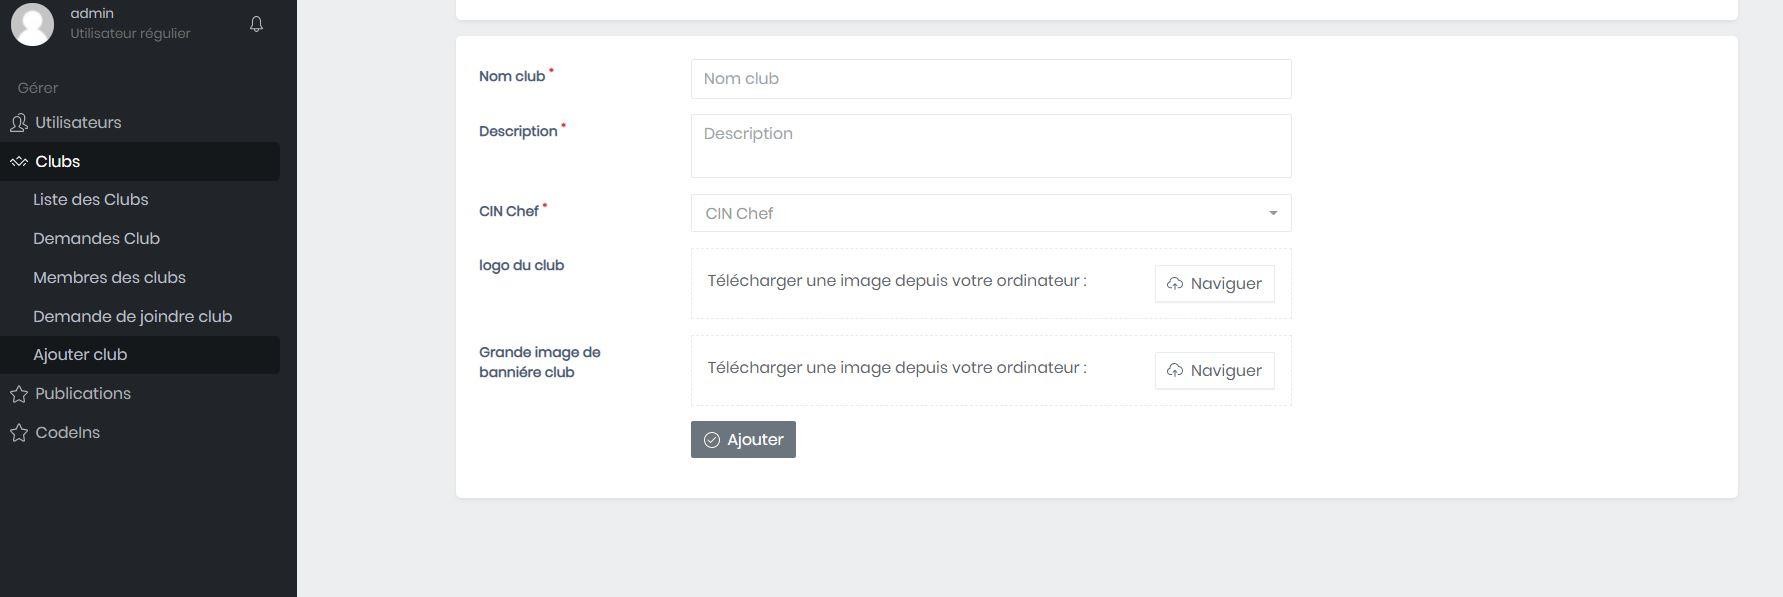 admin
Utilisateur régulier
Gérer
Utilisateurs
Clubs
Liste des Clubs
Demandes Club
Membres des clubs
Demande de joindre club
Ajouter club
Publications
CodeIns
Nom club *
Nom club
Description *
Description
CIN Chef *
CIN Chef
logo du club
Télécharger une image depuis votre ordinateur :
Naviguer
Grande image de
banniére club
Télécharger une image depuis votre ordinateur :
Naviguer
Ajouter